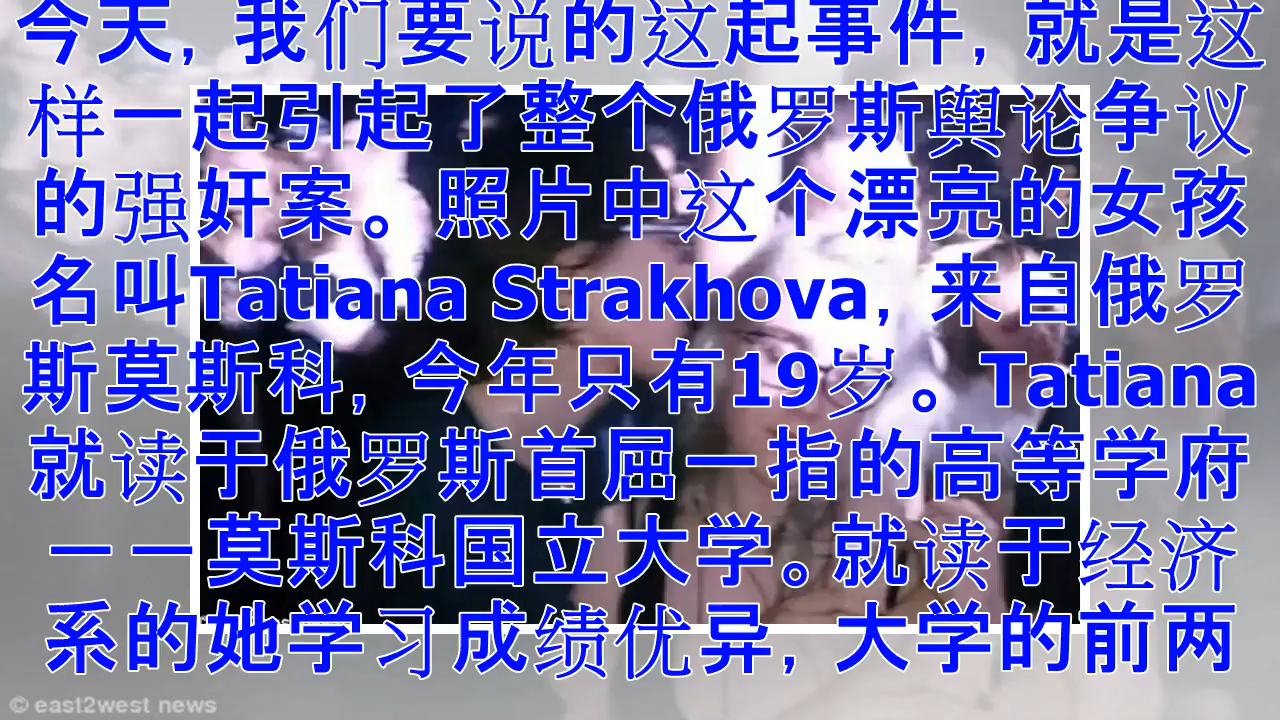 今天, 我们要说的这起事件, 就是这
样一起引起了整个俄罗斯舆论争议
的强奸案。照片中这个漂亮的女孩
名叫Tatiana Strakhova, 来自俄罗
斯莫斯科, 今年只有19岁。Tatiana
就读于俄罗斯首屈一指的高等学府
——莫斯科国立大学。就读于经济
系的她学习成绩优异, 大学的前两
© east2west news